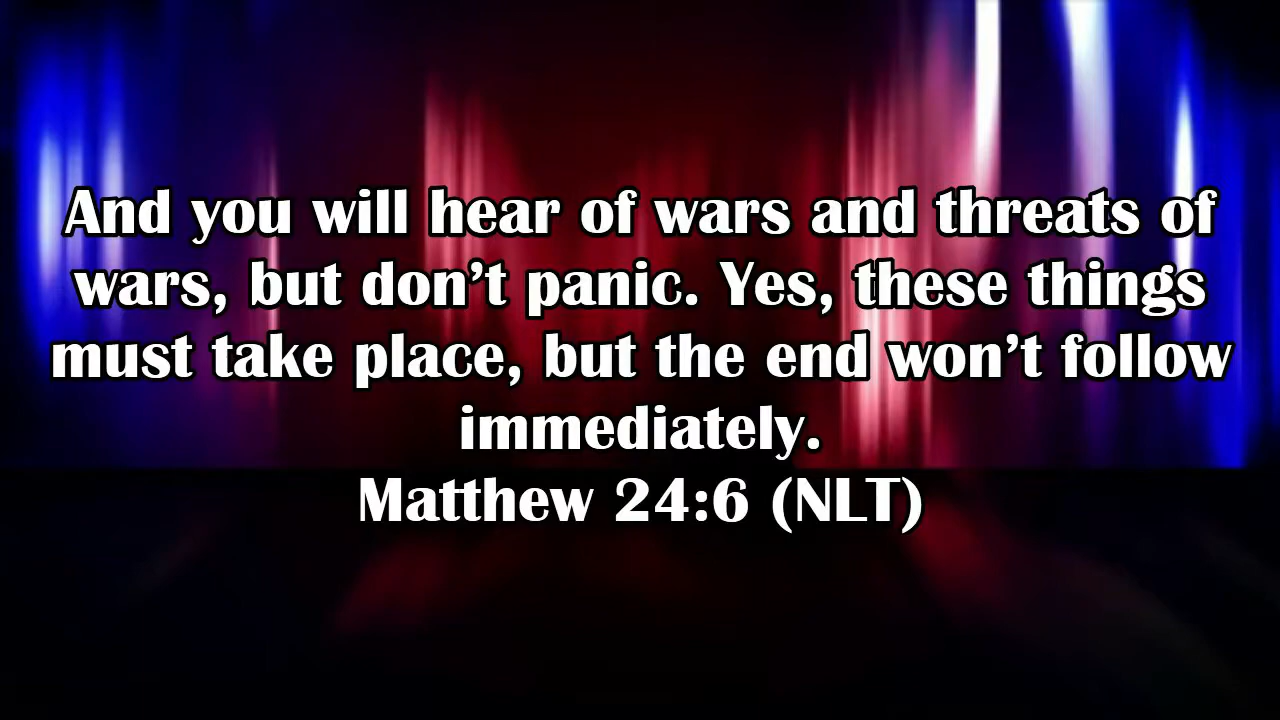 And you will hear of wars and threats of
wars, but don’t panic. Yes, these things
must take place, but the end won’t follow
immediately.
Matthew 24:6 (NLT)